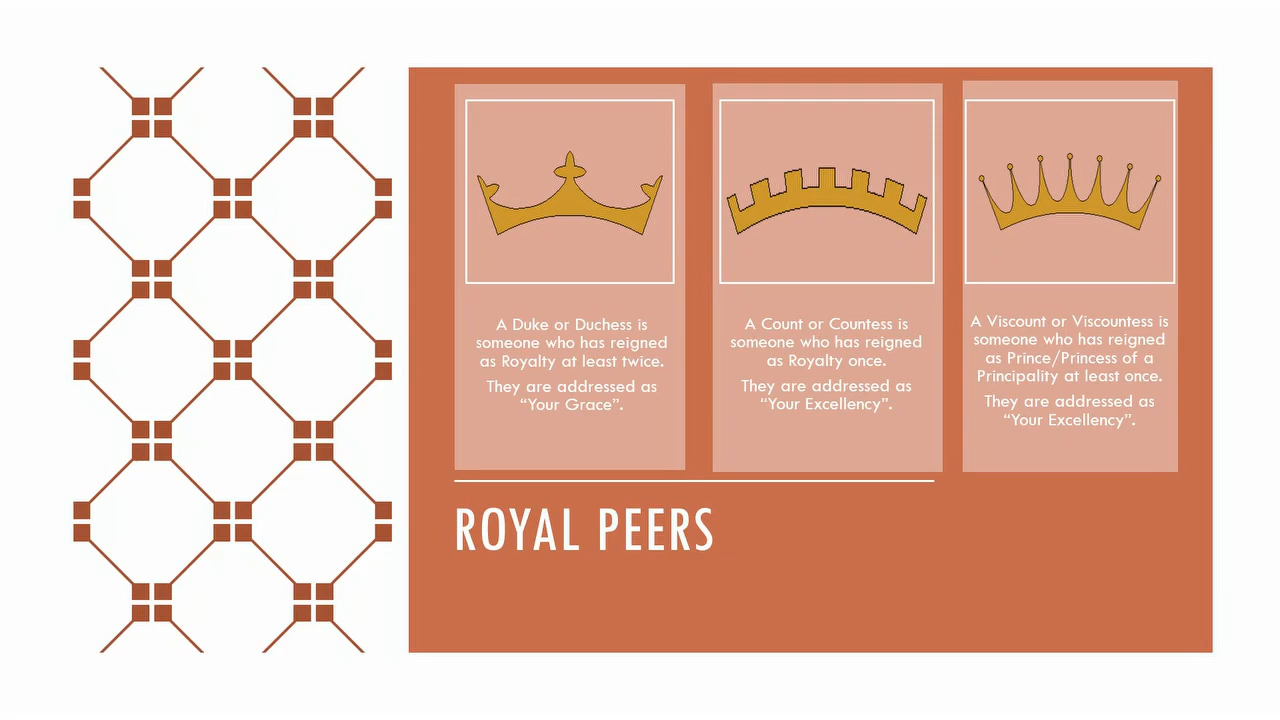 A Duke or Duchess is
someone who has reigned
as Royalty at least twice.
They are addressed as
“Your Grace”.
A Count or Countess is
someone who has reigned
as Royalty once.
They are addressed as
“Your Excellency”.
A Viscount or Viscountess is
someone who has reigned
as Prince/Princess of a
Principality at least once.
They are addressed as
“Your Excellency”.
ROYAL PEERS